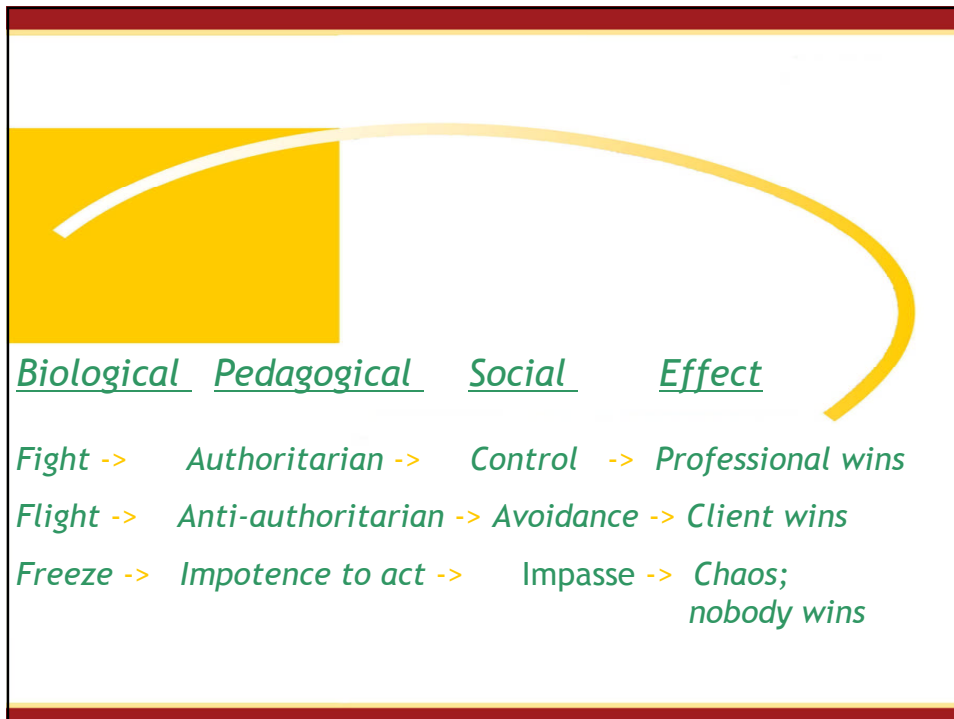 Biological Pedagogical Social Effect
Fight -> Authoritarian -> Control -> Professional wins
Flight -> Anti-authoritarian -> Avoidance -> Client wins
Freeze -> Impotence to act -> Impasse -> Chaos;
nobody wins